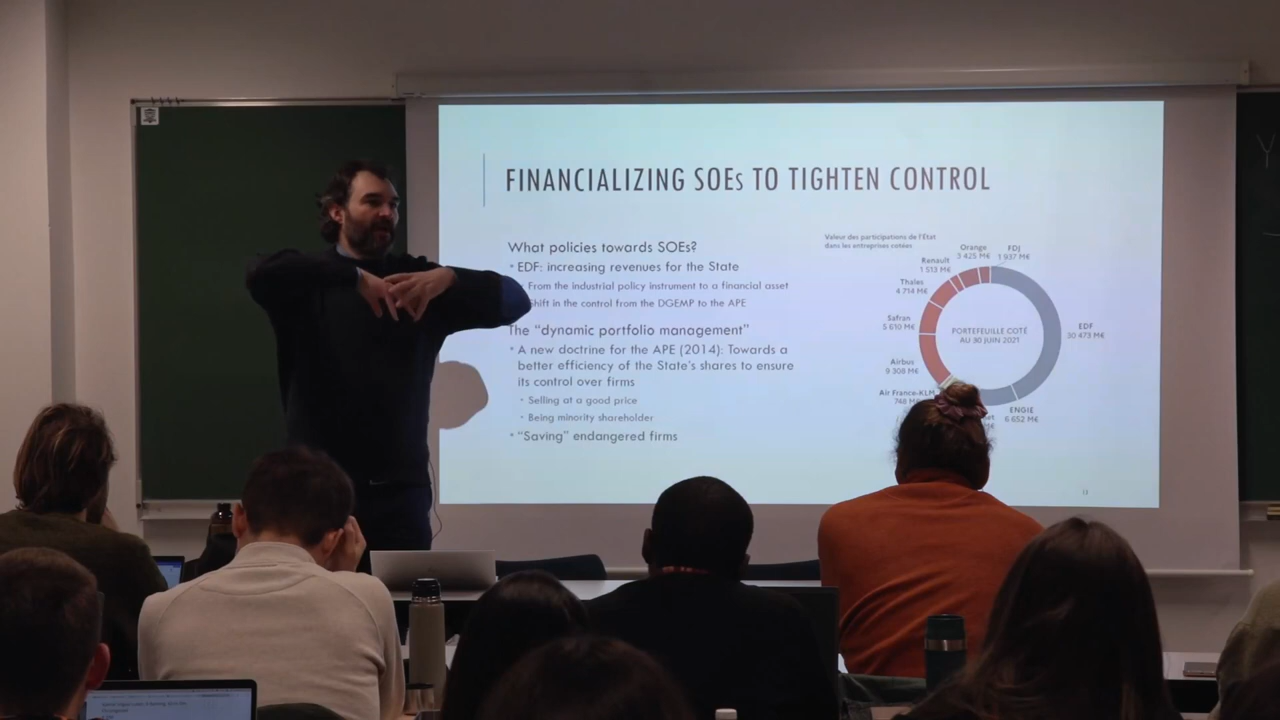 FINANCIALIZING SOEs TO TIGHTEN CONTROL
What policies towards SOEs?
EDF: increasing revenues for the State
From the industrial policy instrument to a financial asset
Shift in the control from the DGEMP to the APE
The "dynamic portfolio management"
A new doctrine for the APE (2014): Towards a
better efficiency of the State's shares to ensure
its control over firms
Selling at a good price
Being minority shareholder
"Saving" endangered firms
Valeur des participations de l'État
dans les entreprises cotées
Orange
3 425 M€
FDJ
1 937 M€
Renault
1 513 M€
Thales
4 714 M€
Safran
5 610 M€
Airbus
9 308 M€
Air France-KLM
748 M€
PORTEFEUILLE COTÉ
AU 30 JUIN 2021
EDF
30 473 M€
ENGIE
6 652 M€